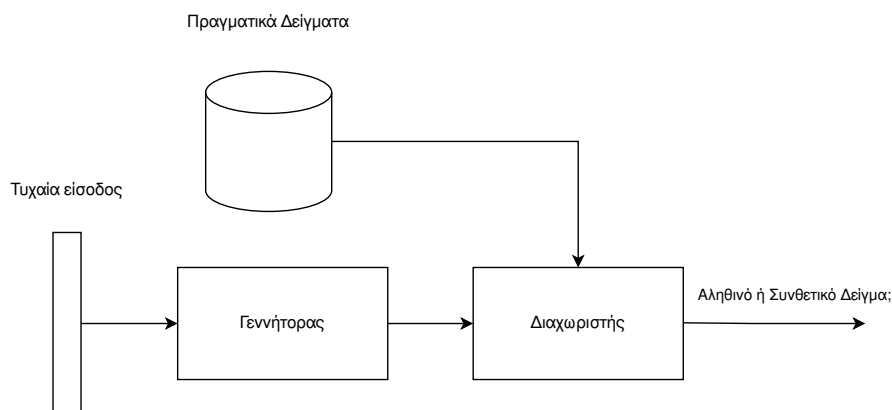 Πραγματικά Δείγματα
Τυχαία είσοδος
Αληθινό ή Συνθετικό Δείγμα;
Γεννήτορας
Διαχωριστής